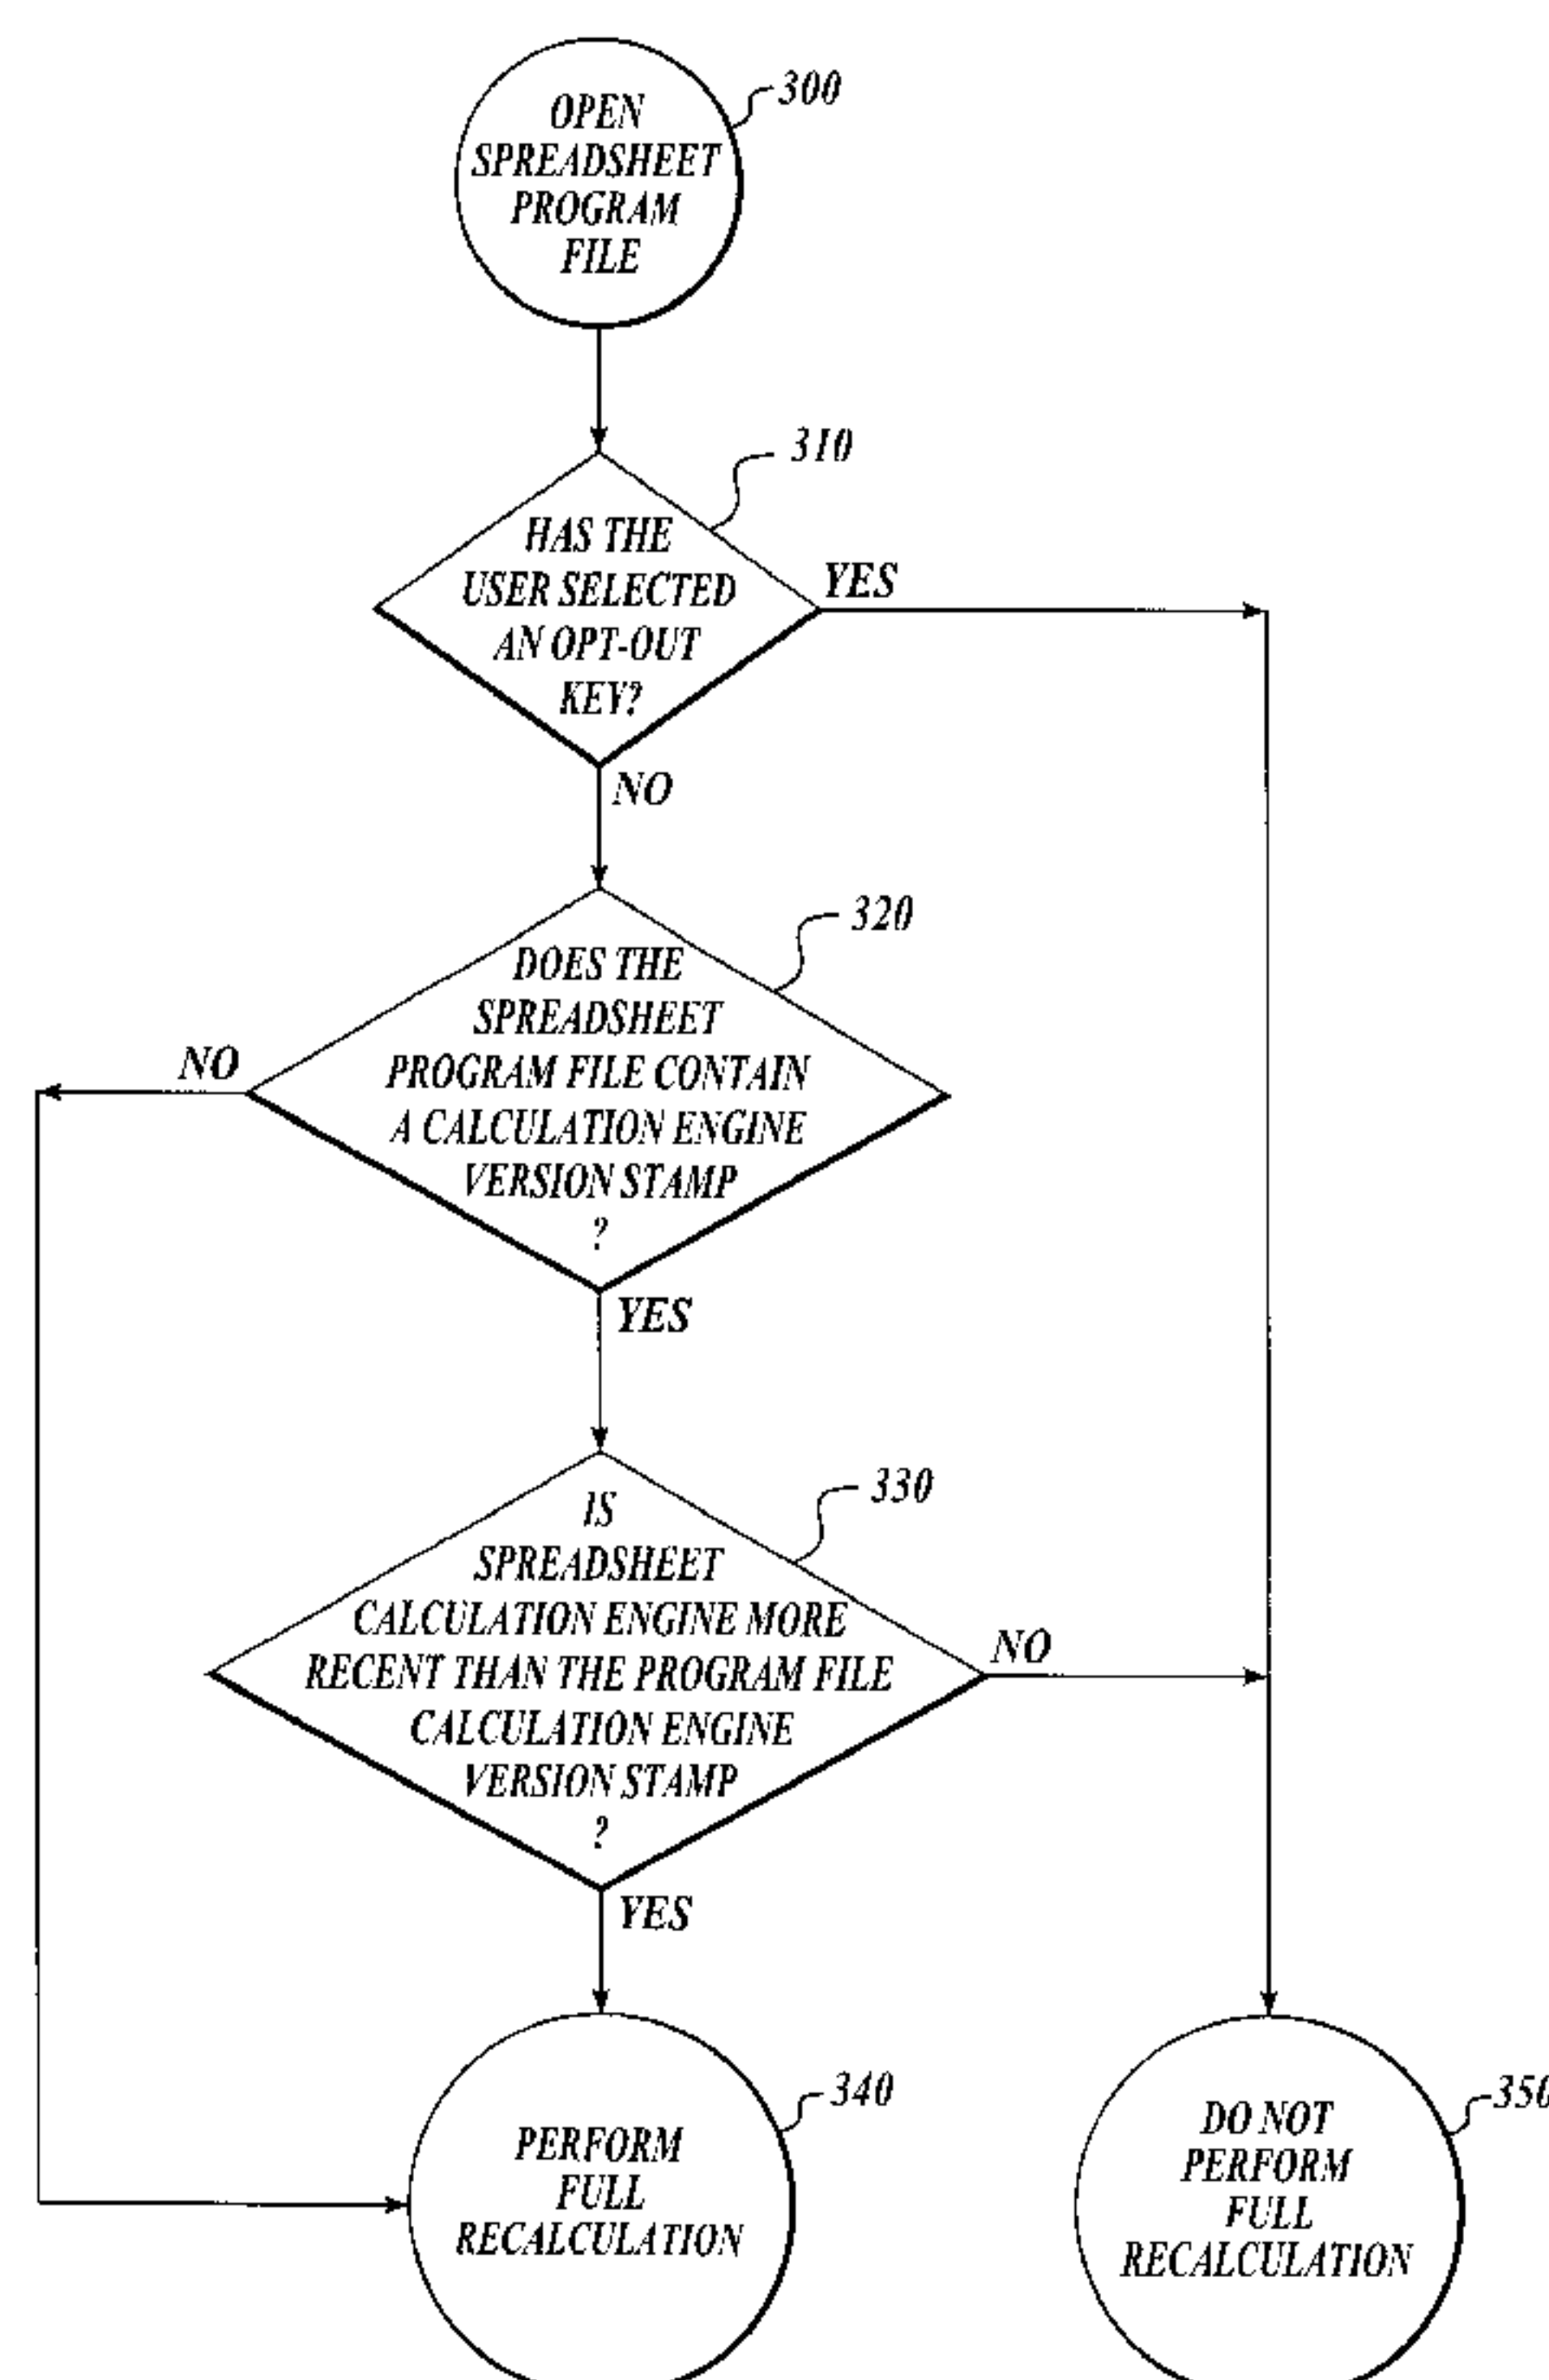 300
OPEN
SPREADSHEET
PROGRAM
FILE
310
HAS THE
USER SELECTED
AN OPT-OUT
KEY?
YES
NO
320
DOES THE
SPREADSHEET
PROGRAM FILE CONTAIN
A CALCULATION ENGINE
VERSION STAMP
?
NO
YES
330
IS
SPREADSHEET
CALCULATION ENGINE MORE
RECENT THAN THE PROGRAM FILE
CALCULATION ENGINE
VERSION STAMP
?
NO
YES
340
PERFORM
FULL
RECALCULATION
350
DO NOT
PERFORM
FULL
RECALCULATION